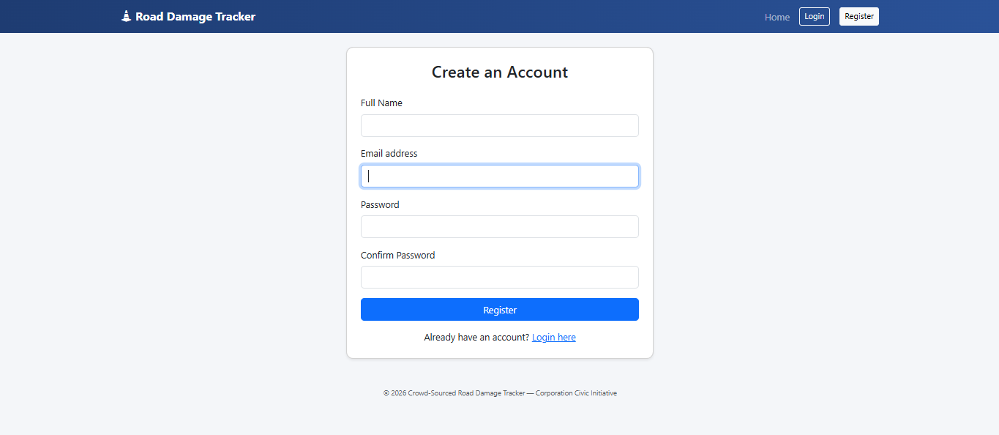 Road Damage Tracker
Home Login Register
Create an Account
Full Name
Email address
Password
Confirm Password
Register
Already have an account? Login here
© 2026 Crowd-Sourced Road Damage Tracker — Corporation Civic Initiative